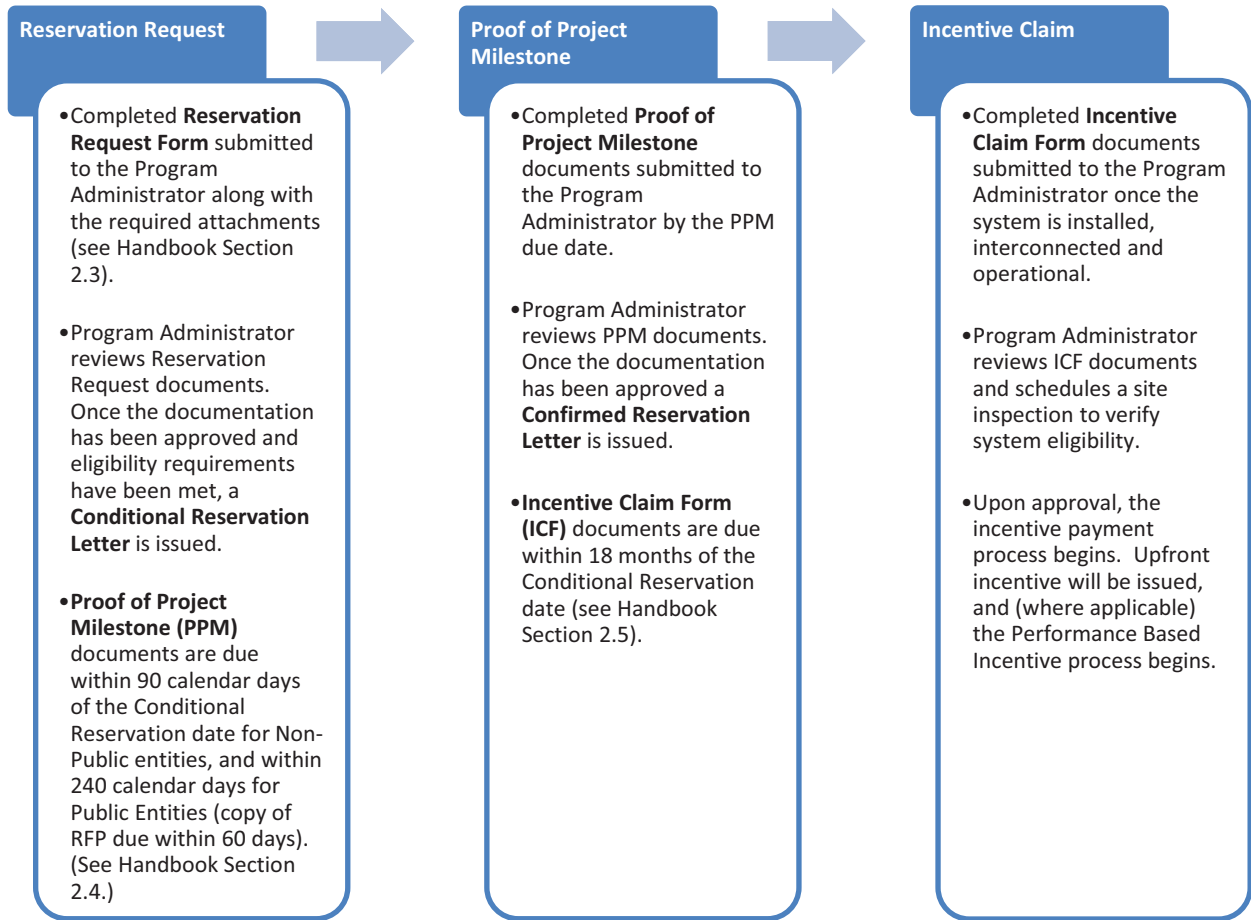 Reservation Request
•Completed Reservation
Request Form submitted
to the Program
Administrator along with
the required attachments
(see Handbook Section
2.3).
•Program Administrator
reviews Reservation
Request documents.
Once the documentation
has been approved and
eligibility requirements
have been met, a
Conditional Reservation
Letter is issued.
•Proof of Project
Milestone (PPM)
documents are due
within 90 calendar days
of the Conditional
Reservation date for Non-
Public entities, and within
240 calendar days for
Public Entities (copy of
RFP due within 60 days).
(See Handbook Section
2.4.)
Proof of Project
Milestone
•Completed Proof of
Project Milestone
documents submitted to
the Program
Administrator by the PPM
due date.
•Program Administrator
reviews PPM documents.
Once the documentation
has been approved a
Confirmed Reservation
Letter is issued.
•Incentive Claim Form
(ICF) documents are due
within 18 months of the
Conditional Reservation
date (see Handbook
Section 2.5).
Incentive Claim
•Completed Incentive
Claim Form documents
submitted to the Program
Administrator once the
system is installed,
interconnected and
operational.
•Program Administrator
reviews ICF documents
and schedules a site
inspection to verify
system eligibility.
•Upon approval, the
incentive payment
process begins.  Upfront
incentive will be issued,
and (where applicable)
the Performance Based
Incentive process begins.